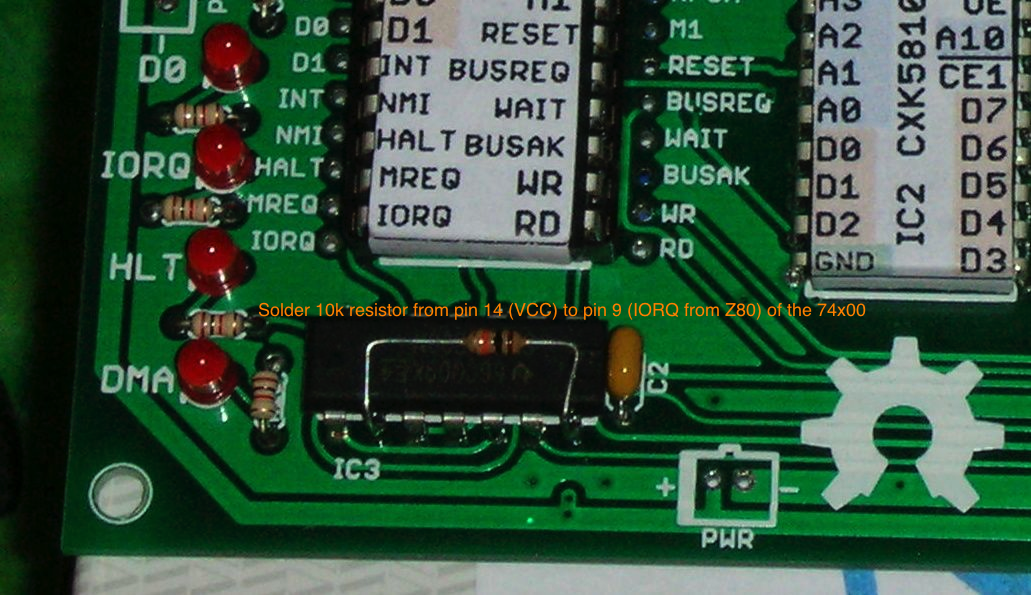 D0
D0
D1
INT
NMI
HALT
MREQ
IORQ
IORQ
HLT
DMA
D1
INT
NMI
HALT
MREQ
IORQ
RESET
BUSREQ
WAIT
BUSAK
WR
RD
M1
RESET
BUSREQ
WAIT
BUSAK
WR
RD
A2
A1
A0
D0
D1
D2
GND
IC2 CXK5810
A10
CE1
D7
D6
D5
D4
D3
Solder 10k resistor from pin 14 (VCC) to pin 9 (IORQ from Z80) of the 74x00
C2
IC3
+
-
PWR